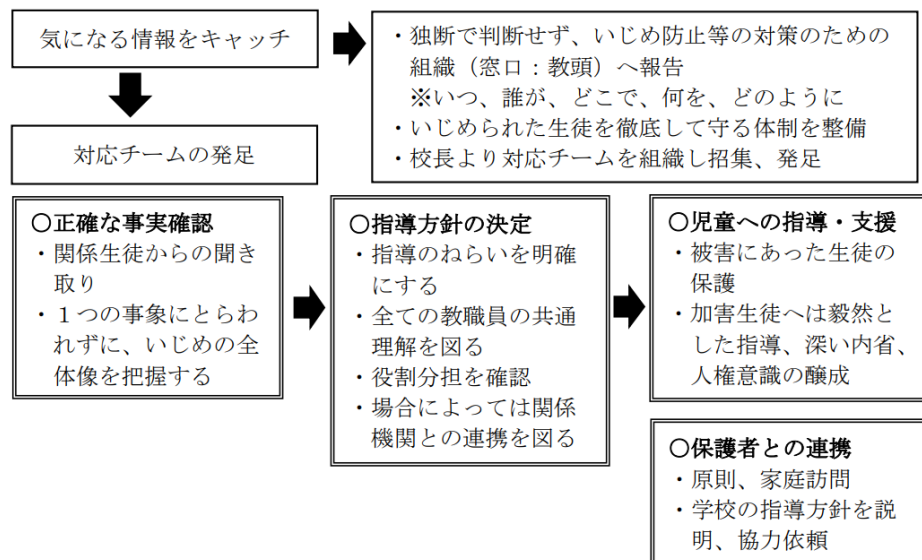 気になる情報をキャッチ
・独断で判断せず、いじめ防止等の対策のための
組織（窓口：教頭）へ報告
※いつ、誰が、どこで、何を、どのように
・いじめられた生徒を徹底して守る体制を整備
・校長より対応チームを組織し招集、発足
対応チームの発足
○正確な事実確認
・関係生徒からの聞き
取り
・１つの事象にとらわ
れずに、いじめの全
体像を把握する
○指導方針の決定
・指導のねらいを明確
にする
・全ての教職員の共通
理解を図る
・役割分担を確認
・場合によっては関係
機関との連携を図る
○児童への指導・支援
・被害にあった生徒の
保護
・加害生徒へは毅然と
した指導、深い内省、
人権意識の醸成
○保護者との連携
・原則、家庭訪問
・学校の指導方針を説
明、協力依頼